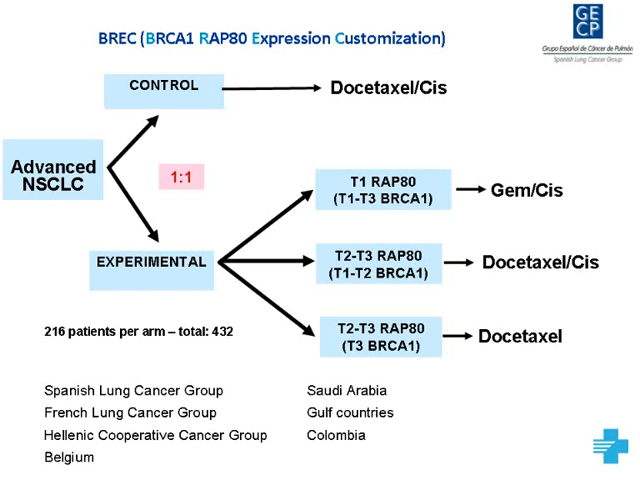 BREC (BRCA1 RAP80 Expression Customization)
GE
CP
Grupo Español de Cáncer de Pulmón
Spanish Lung Cancer Group
CONTROL
Docetaxel/Cis
Advanced
NSCLC
1:1
T1 RAP80
(T1-T3 BRCA1)
Gem/Cis
EXPERIMENTAL
T2-T3 RAP80
(T1-T2 BRCA1)
Docetaxel/Cis
T2-T3 RAP80
(T3 BRCA1)
Docetaxel
216 patients per arm – total: 432
Spanish Lung Cancer Group
French Lung Cancer Group
Hellenic Cooperative Cancer Group
Belgium
Saudi Arabia
Gulf countries
Colombia